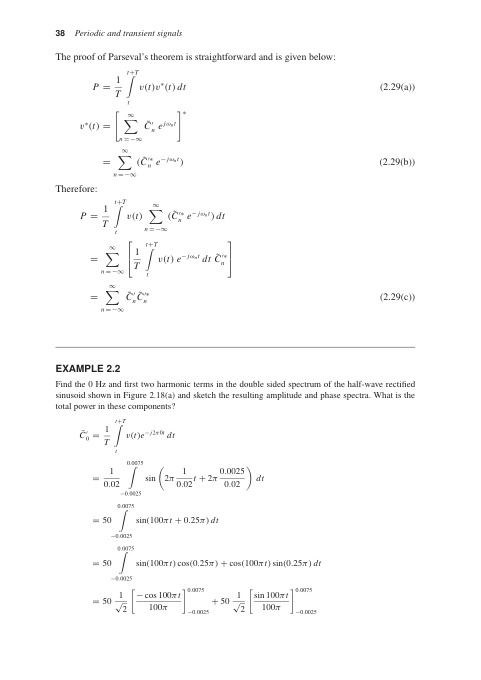 38 Periodic and transient signals
The proof of Parseval's theorem is straightforward and is given below:
P = \frac{1}{T} \int_{t}^{t+T} v(t)v^*(t) dt (2.29(a))
v^*(t) = \left[ \sum_{n=-\infty}^{\infty} \tilde{C}'_n e^{j\omega_n t} \right]^*
= \sum_{n=-\infty}^{\infty} (\tilde{C}'^*_n e^{-j\omega_n t}) (2.29(b))
Therefore:
P = \frac{1}{T} \int_{t}^{t+T} v(t) \sum_{n=-\infty}^{\infty} (\tilde{C}'^*_n e^{-j\omega_n t}) dt
= \sum_{n=-\infty}^{\infty} \left[ \frac{1}{T} \int_{t}^{t+T} v(t) e^{-j\omega_n t} dt \tilde{C}'^*_n \right]
= \sum_{n=-\infty}^{\infty} \tilde{C}'_n \tilde{C}'^*_n (2.29(c))
EXAMPLE 2.2
Find the 0 Hz and first two harmonic terms in the double sided spectrum of the half-wave rectified
sinusoid shown in Figure 2.18(a) and sketch the resulting amplitude and phase spectra. What is the
total power in these components?
\tilde{C}'_0 = \frac{1}{T} \int_{t}^{t+T} v(t)e^{-j2\pi 0t} dt
= \frac{1}{0.02} \int_{-0.0025}^{0.0075} \sin \left( 2\pi \frac{1}{0.02} t + 2\pi \frac{0.0025}{0.02} \right) dt
= 50 \int_{-0.0025}^{0.0075} \sin(100\pi t + 0.25\pi) dt
= 50 \int_{-0.0025}^{0.0075} \sin(100\pi t) \cos(0.25\pi) + \cos(100\pi t) \sin(0.25\pi) dt
= 50 \frac{1}{\sqrt{2}} \left[ \frac{-\cos 100\pi t}{100\pi} \right]_{-0.0025}^{0.0075} + 50 \frac{1}{\sqrt{2}} \left[ \frac{\sin 100\pi t}{100\pi} \right]_{-0.0025}^{0.0075}